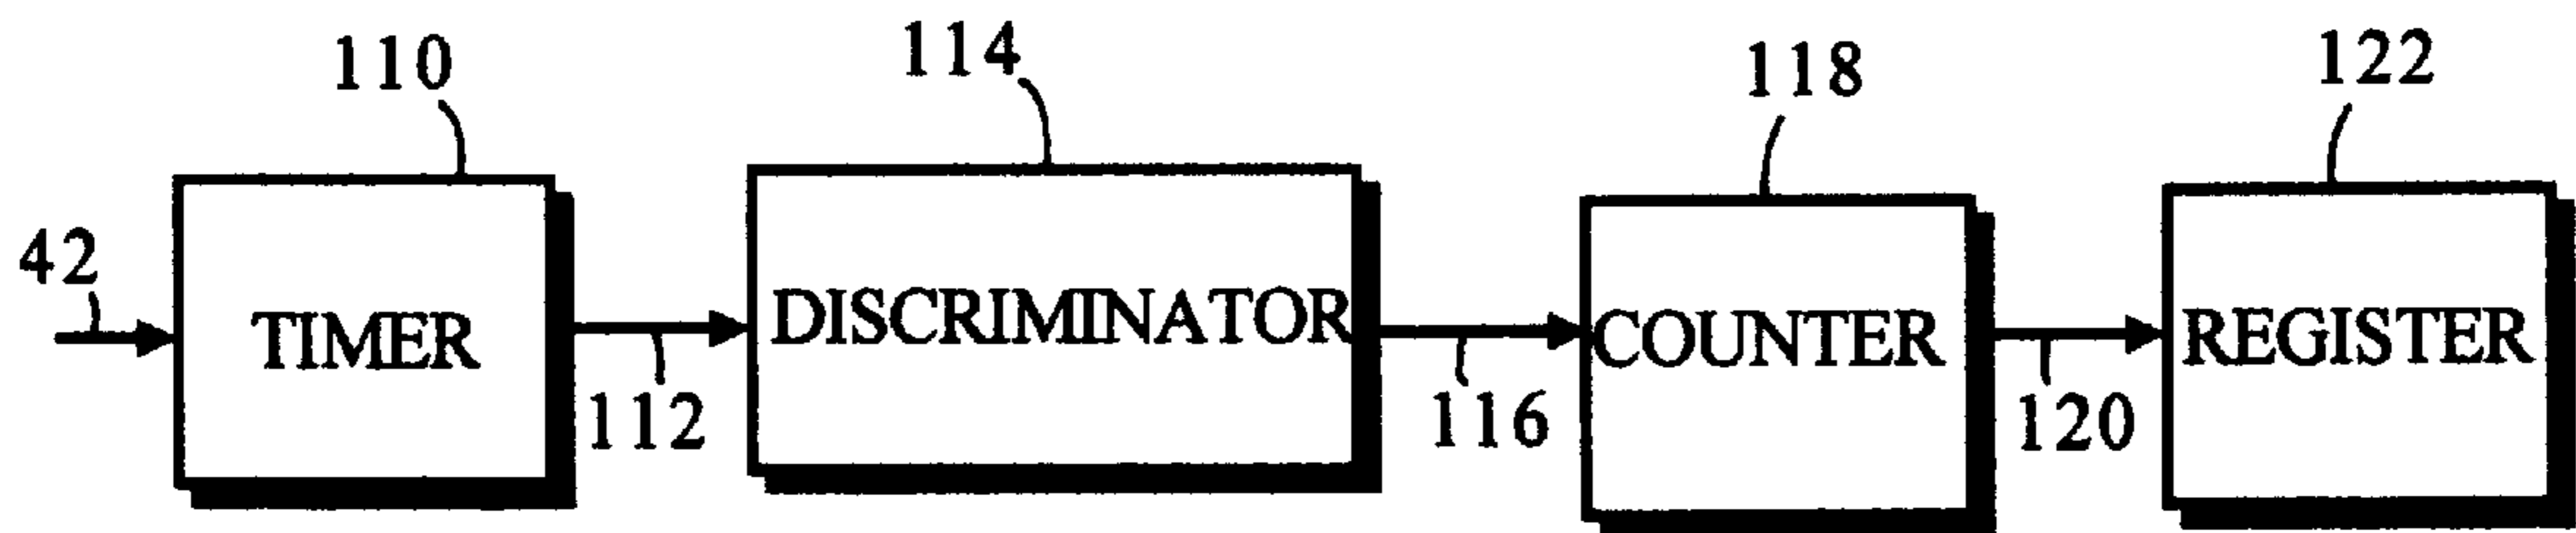 110
114
118
122
42
TIMER
DISCRIMINATOR
COUNTER
REGISTER
112
116
120